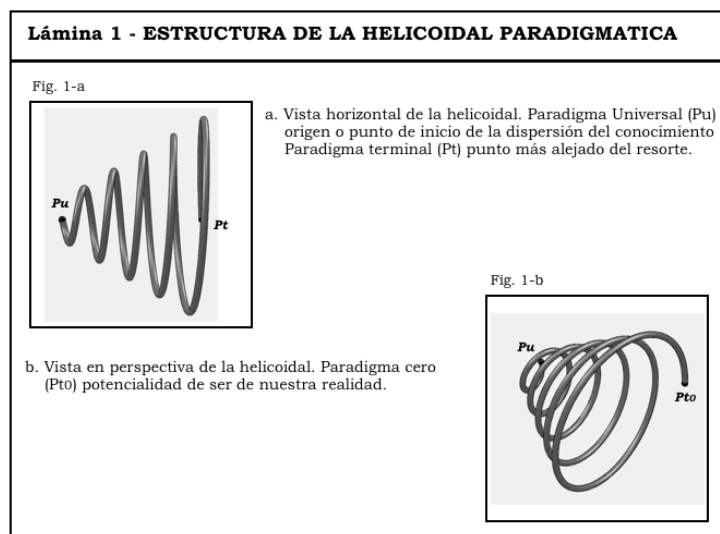 Lámina 1 - ESTRUCTURA DE LA HELICOIDAL PARADIGMATICA
Fig. 1-a
Pu
Pt
a. Vista horizontal de la helicoidal. Paradigma Universal (Pu)
origen o punto de inicio de la dispersión del conocimiento
Paradigma terminal (Pt) punto más alejado del resorte.
Fig. 1-b
Pu
Pt0
b. Vista en perspectiva de la helicoidal. Paradigma cero
(Pt0) potencialidad de ser de nuestra realidad.